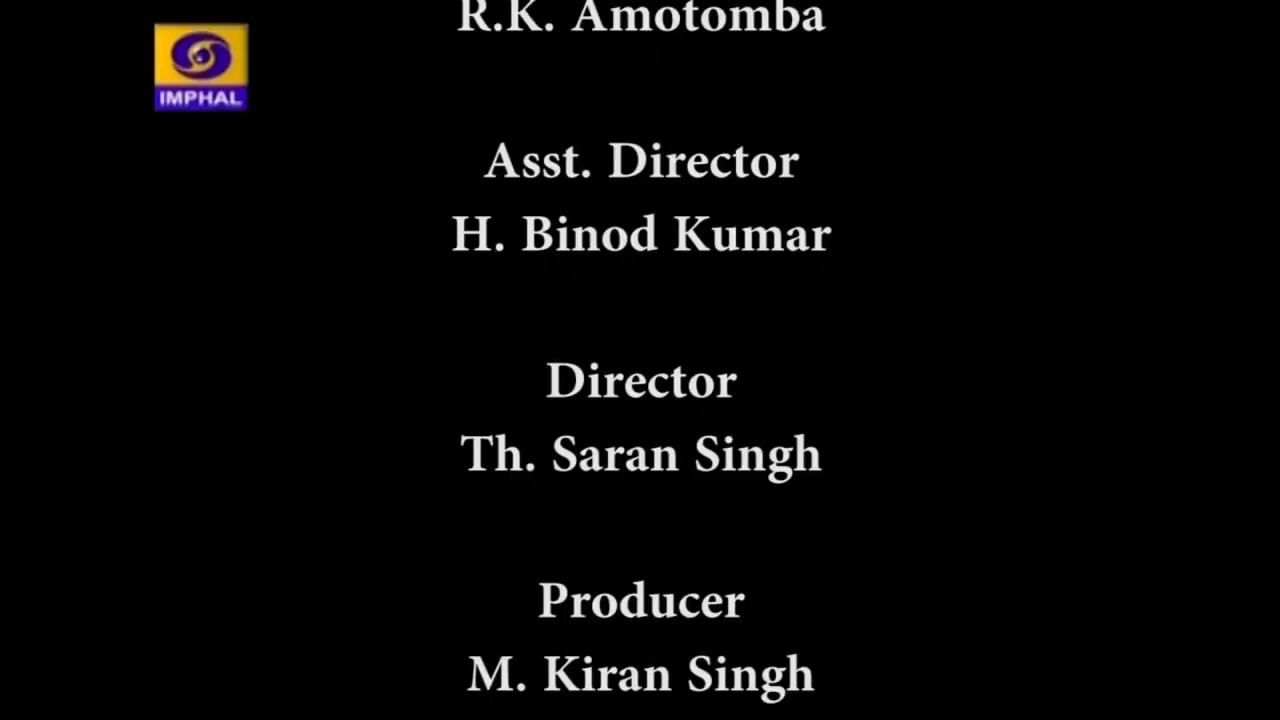 R.K. Amotomba
IMPHAL
Asst. Director
H. Binod Kumar
Director
Th. Saran Singh
Producer
M. Kiran Singh